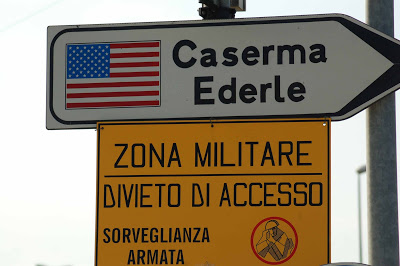 Caserma
Ederle
ZONA MILITARE
DIVIETO DI ACCESSO
SORVEGLIANZA
ARMATA